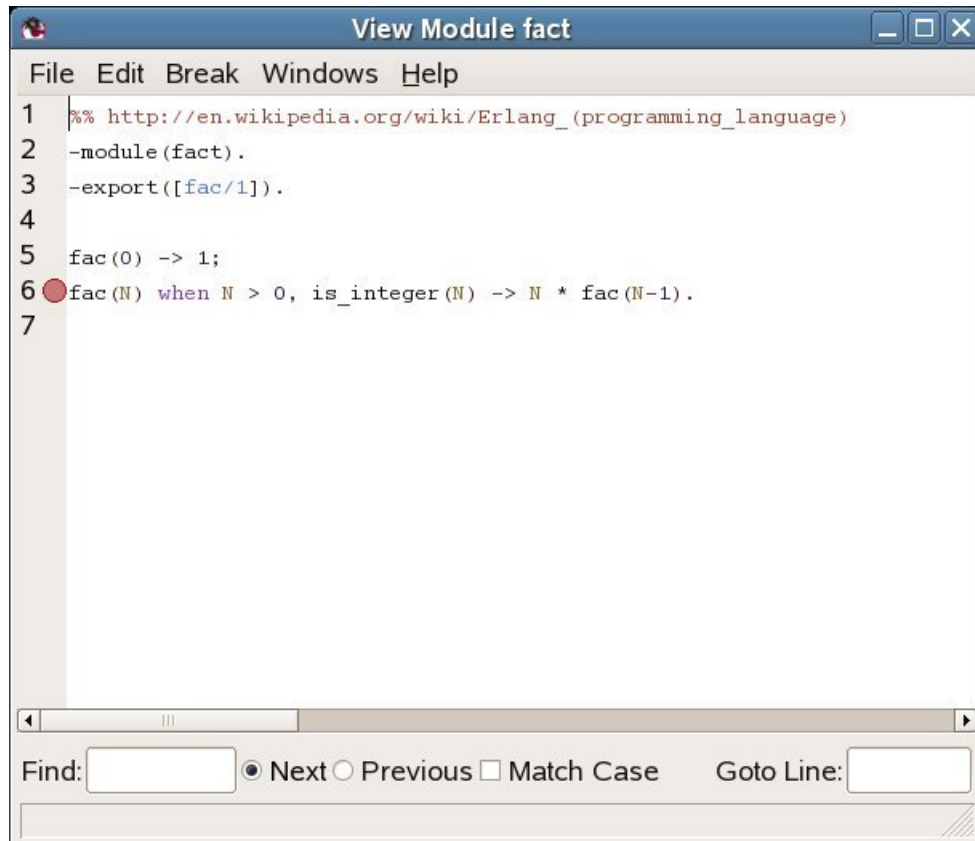 View Module fact
File Edit Break Windows Help
1 %% http://en.wikipedia.org/wiki/Erlang_(programming_language)
2 -module(fact).
3 -export([fac/1]).
4
5 fac(0) -> 1;
6 fac(N) when N > 0, is_integer(N) -> N * fac(N-1).
7
Find: Next Previous Match Case Goto Line: